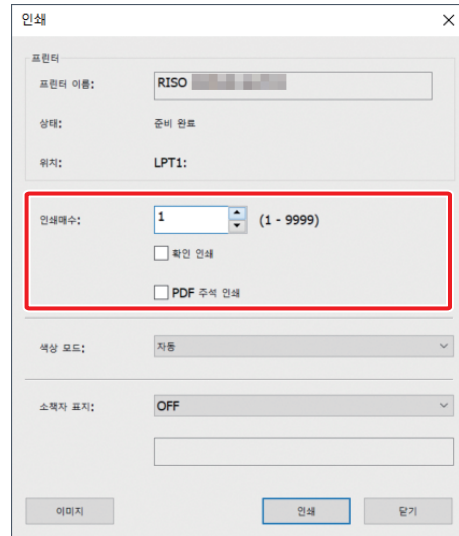 인쇄
프린터
프린터 이름: RISO
상태: 준비 완료
위치: LPT1:
인쇄매수: 1 (1 - 9999)
확인 인쇄
PDF 주석 인쇄
색상 모드: 자동
소책자 표지: OFF
이미지 인쇄 닫기